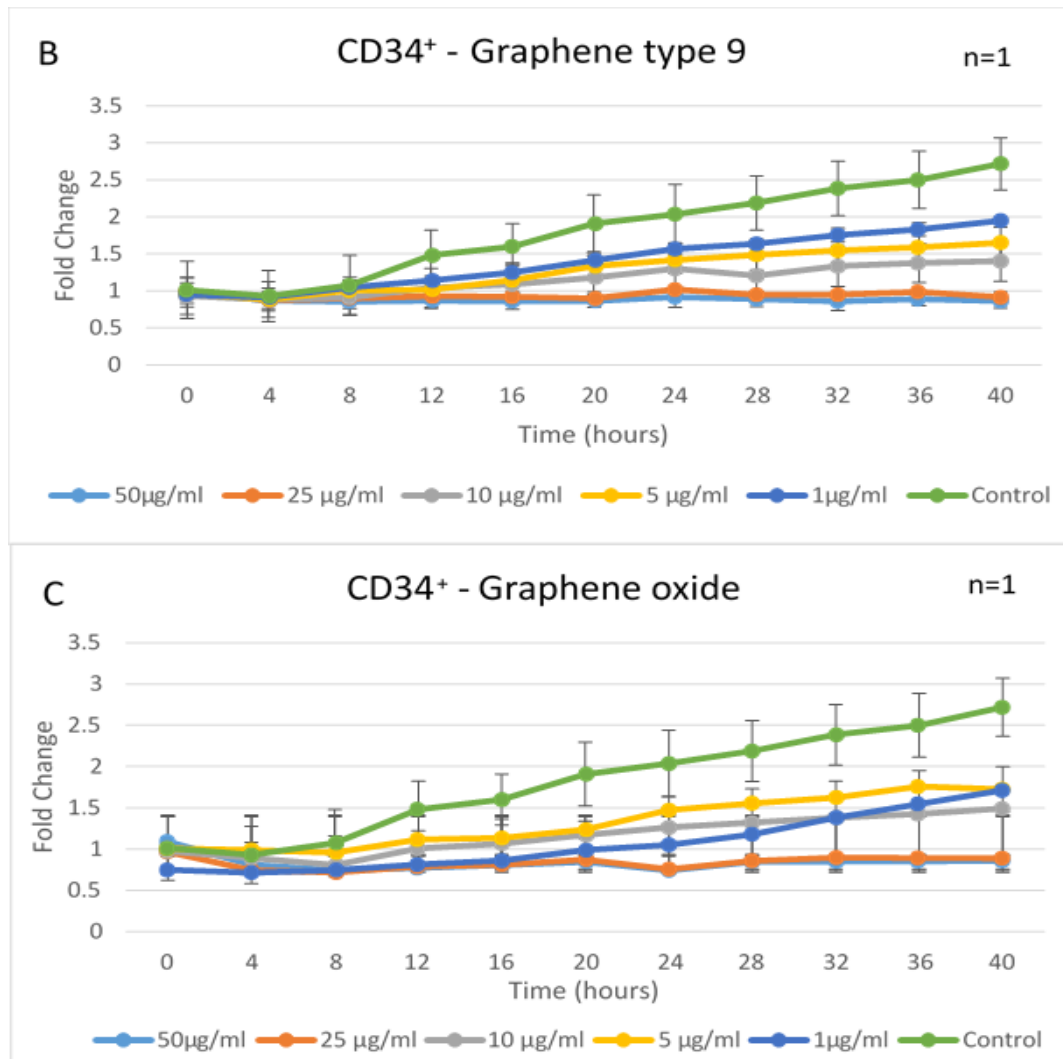 B
CD34⁺ - Graphene type 9
n=1
3.5
3
2.5
2
1.5
1
0.5
0
Fold Change
0 4 8 12 16 20 24 28 32 36 40
Time (hours)
50µg/ml 25 µg/ml 10 µg/ml 5 µg/ml 1µg/ml Control
C
CD34⁺ - Graphene oxide
n=1
3.5
3
2.5
2
1.5
1
0.5
0
Fold Change
0 4 8 12 16 20 24 28 32 36 40
Time (hours)
50µg/ml 25 µg/ml 10 µg/ml 5 µg/ml 1µg/ml Control